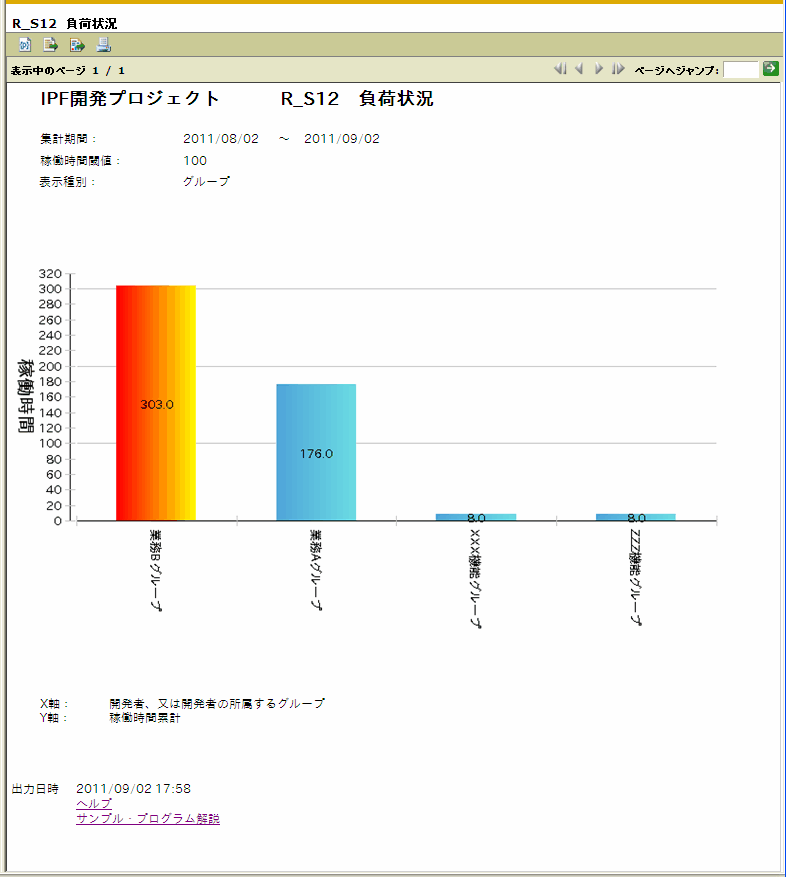 R_S12 負荷状況
表示中のページ 1 / 1 ページへジャンプ:
IPF開発プロジェクト R_S12 負荷状況
集計期間： 2011/08/02 ～ 2011/09/02
稼働時間閾値： 100
表示種別： グループ
320
300
280
260
240
220
200
180
160
140
120
100
80
60
40
20
0
稼働時間
303.0
176.0
8.0
8.0
業務Bグループ
業務Aグループ
XXX機能グループ
ZZZ機能グループ
X軸： 開発者、又は開発者の所属するグループ
Y軸： 稼働時間累計
出力日時 2011/09/02 17:58
ヘルプ
サンプル・プログラム解説